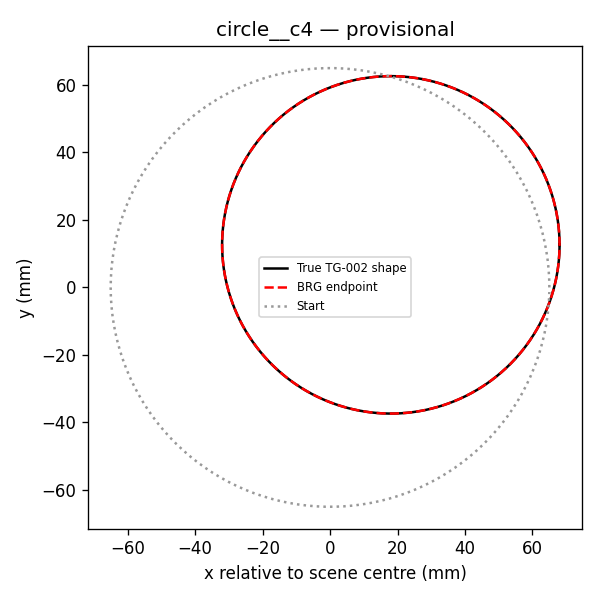 circle__c4 — provisional
60
40
20
0
−20
−40
−60
y (mm)
True TG-002 shape
BRG endpoint
Start
−60 −40 −20 0 20 40 60
x relative to scene centre (mm)